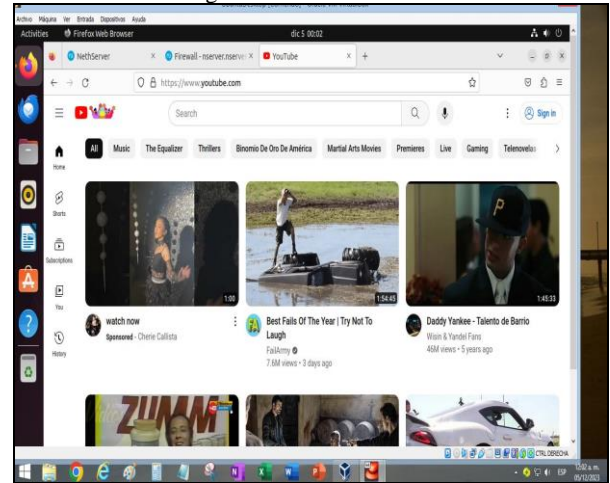 Archivo Máquina Ver Entrada Dispositivos Ayuda
Activities Firefox Web Browser dic 5 00:02
NethServer × Firewall - nserver.nserver × YouTube × +
https://www.youtube.com
Search Sign in
All Music The Equalizer Thrillers Binomio De Oro De América Martial Arts Movies Premieres Live Gaming Telenovelas
Home
Shorts
Subscriptions
You
History
P
1:00 1:54:45 1:45:33
watch now
Sponsored - Cherie Callista
Best Fails Of The Year | Try Not To
Laugh
FailArmy
7.6M views • 3 days ago
Daddy Yankee - Talento de Barrio
Wisin & Yandel Fans
46M views • 5 years ago
ZUMM
CTRL DERECHA
ESP
12:02 a. m.
05/12/2023